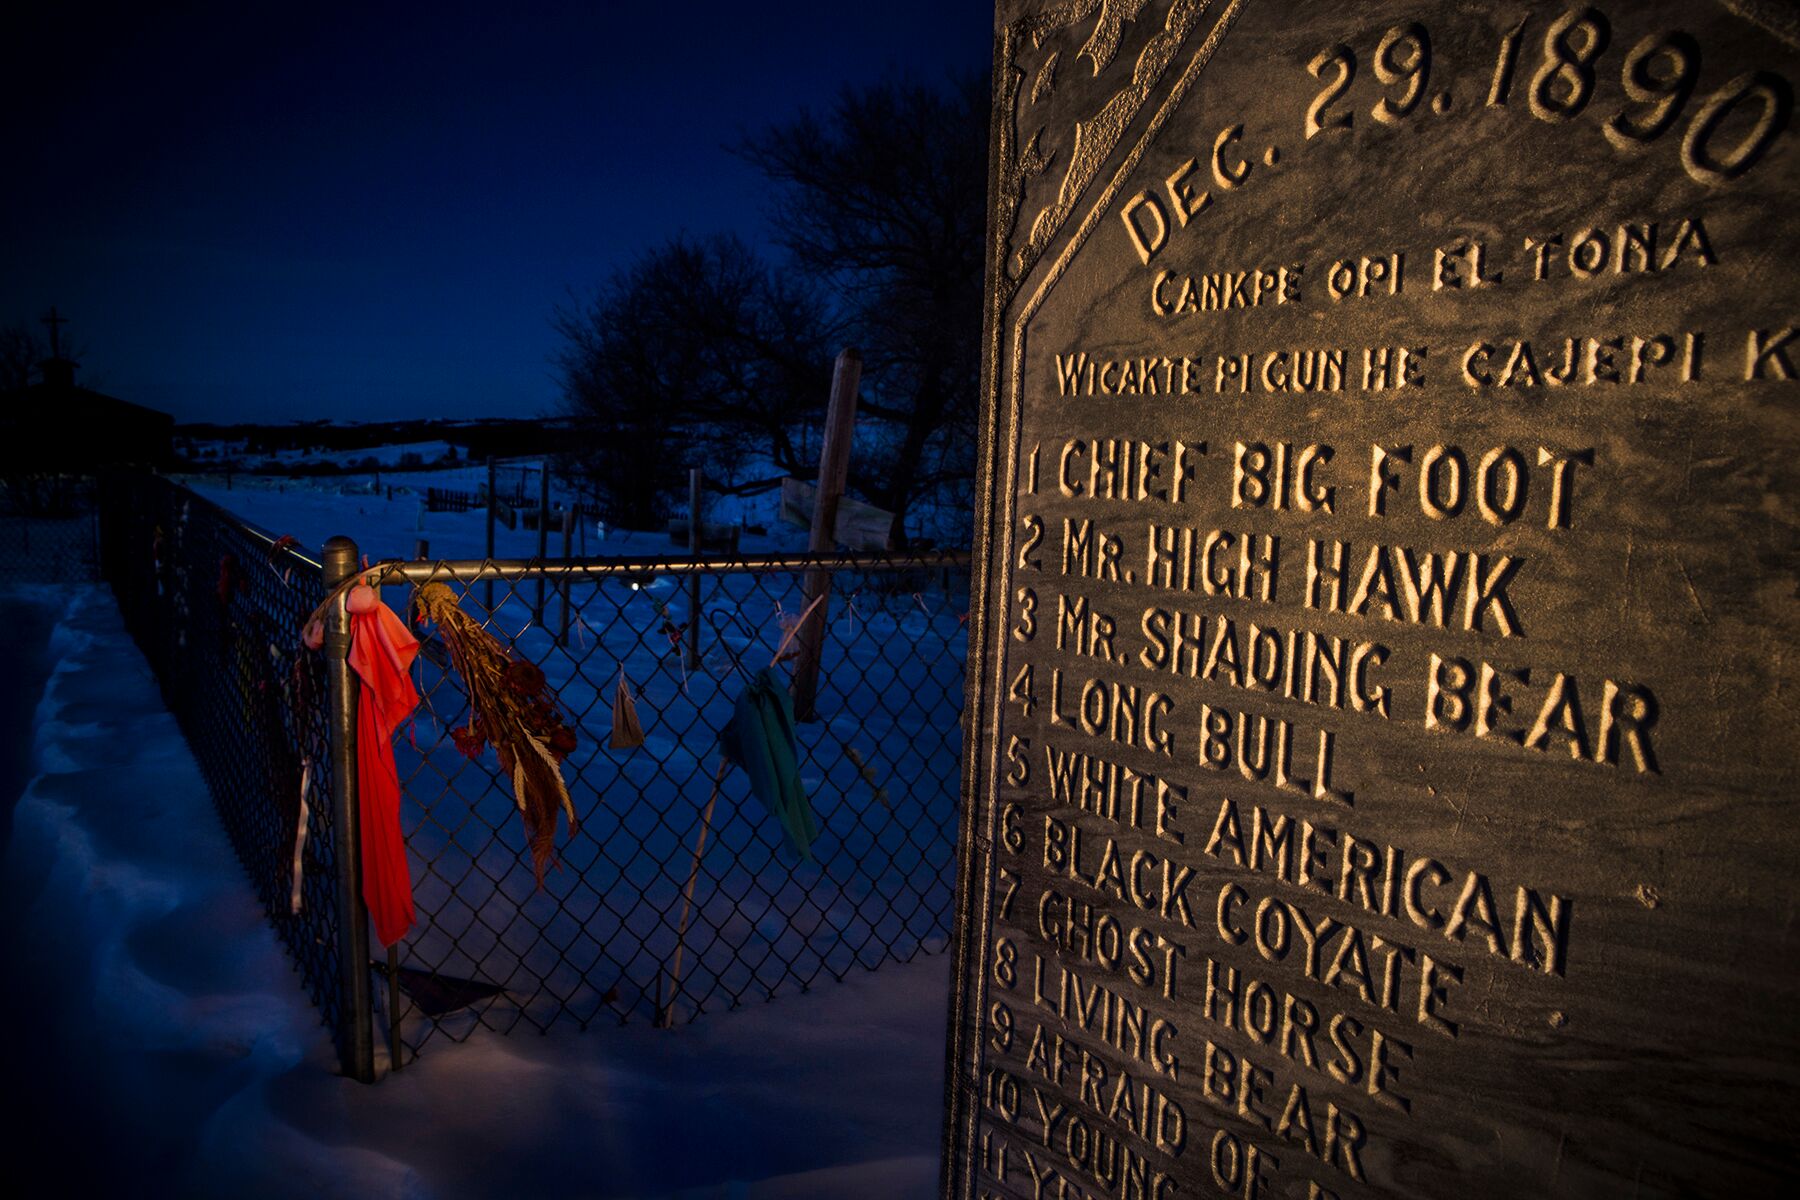 DEC. 29. 1890
CANKPE OPI EL TONA
WICAKTE PI GUN HE CAJEPI K
1 CHIEF BIG FOOT
2 MR. HIGH HAWK
3 MR. SHADING BEAR
4 LONG BULL
5 WHITE AMERICAN
6 BLACK COYATE
7 GHOST HORSE
8 LIVING BEAR
9 AFRAID OF
10 YOUNG
11